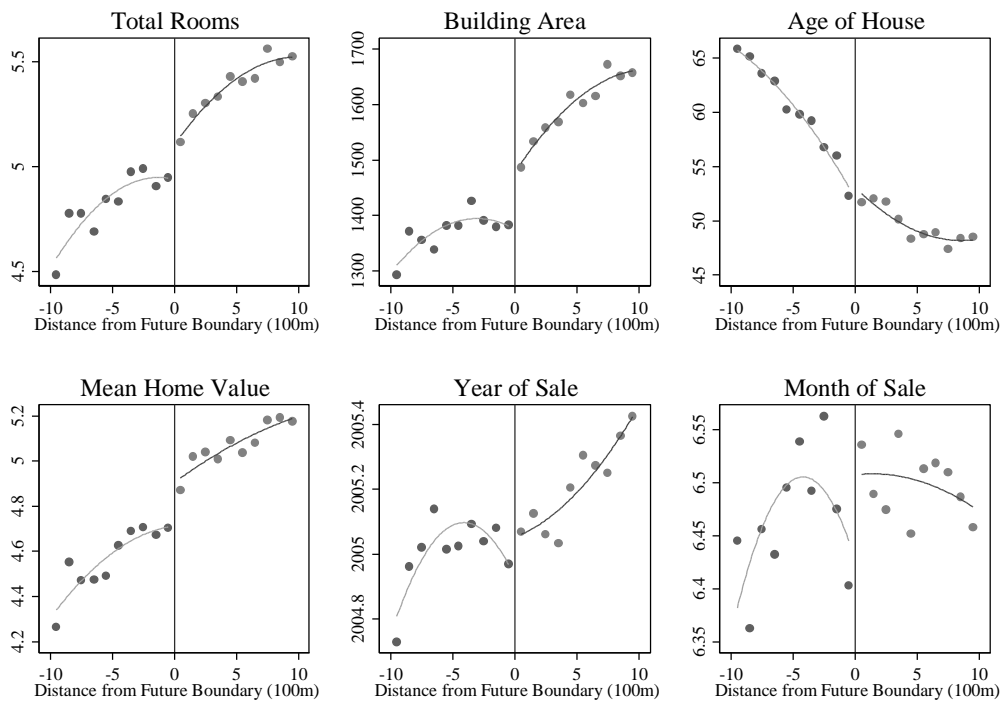 Total Rooms
5.5
5
4.5
-10 -5 0 5 10
Distance from Future Boundary (100m)
Building Area
1700
1600
1500
1400
1300
-10 -5 0 5 10
Distance from Future Boundary (100m)
Age of House
65
60
55
50
45
-10 -5 0 5 10
Distance from Future Boundary (100m)
Mean Home Value
5.2
5
4.8
4.6
4.4
4.2
-10 -5 0 5 10
Distance from Future Boundary (100m)
Year of Sale
2005.4
2005.2
2005
2004.8
-10 -5 0 5 10
Distance from Future Boundary (100m)
Month of Sale
6.55
6.5
6.45
6.4
6.35
-10 -5 0 5 10
Distance from Future Boundary (100m)